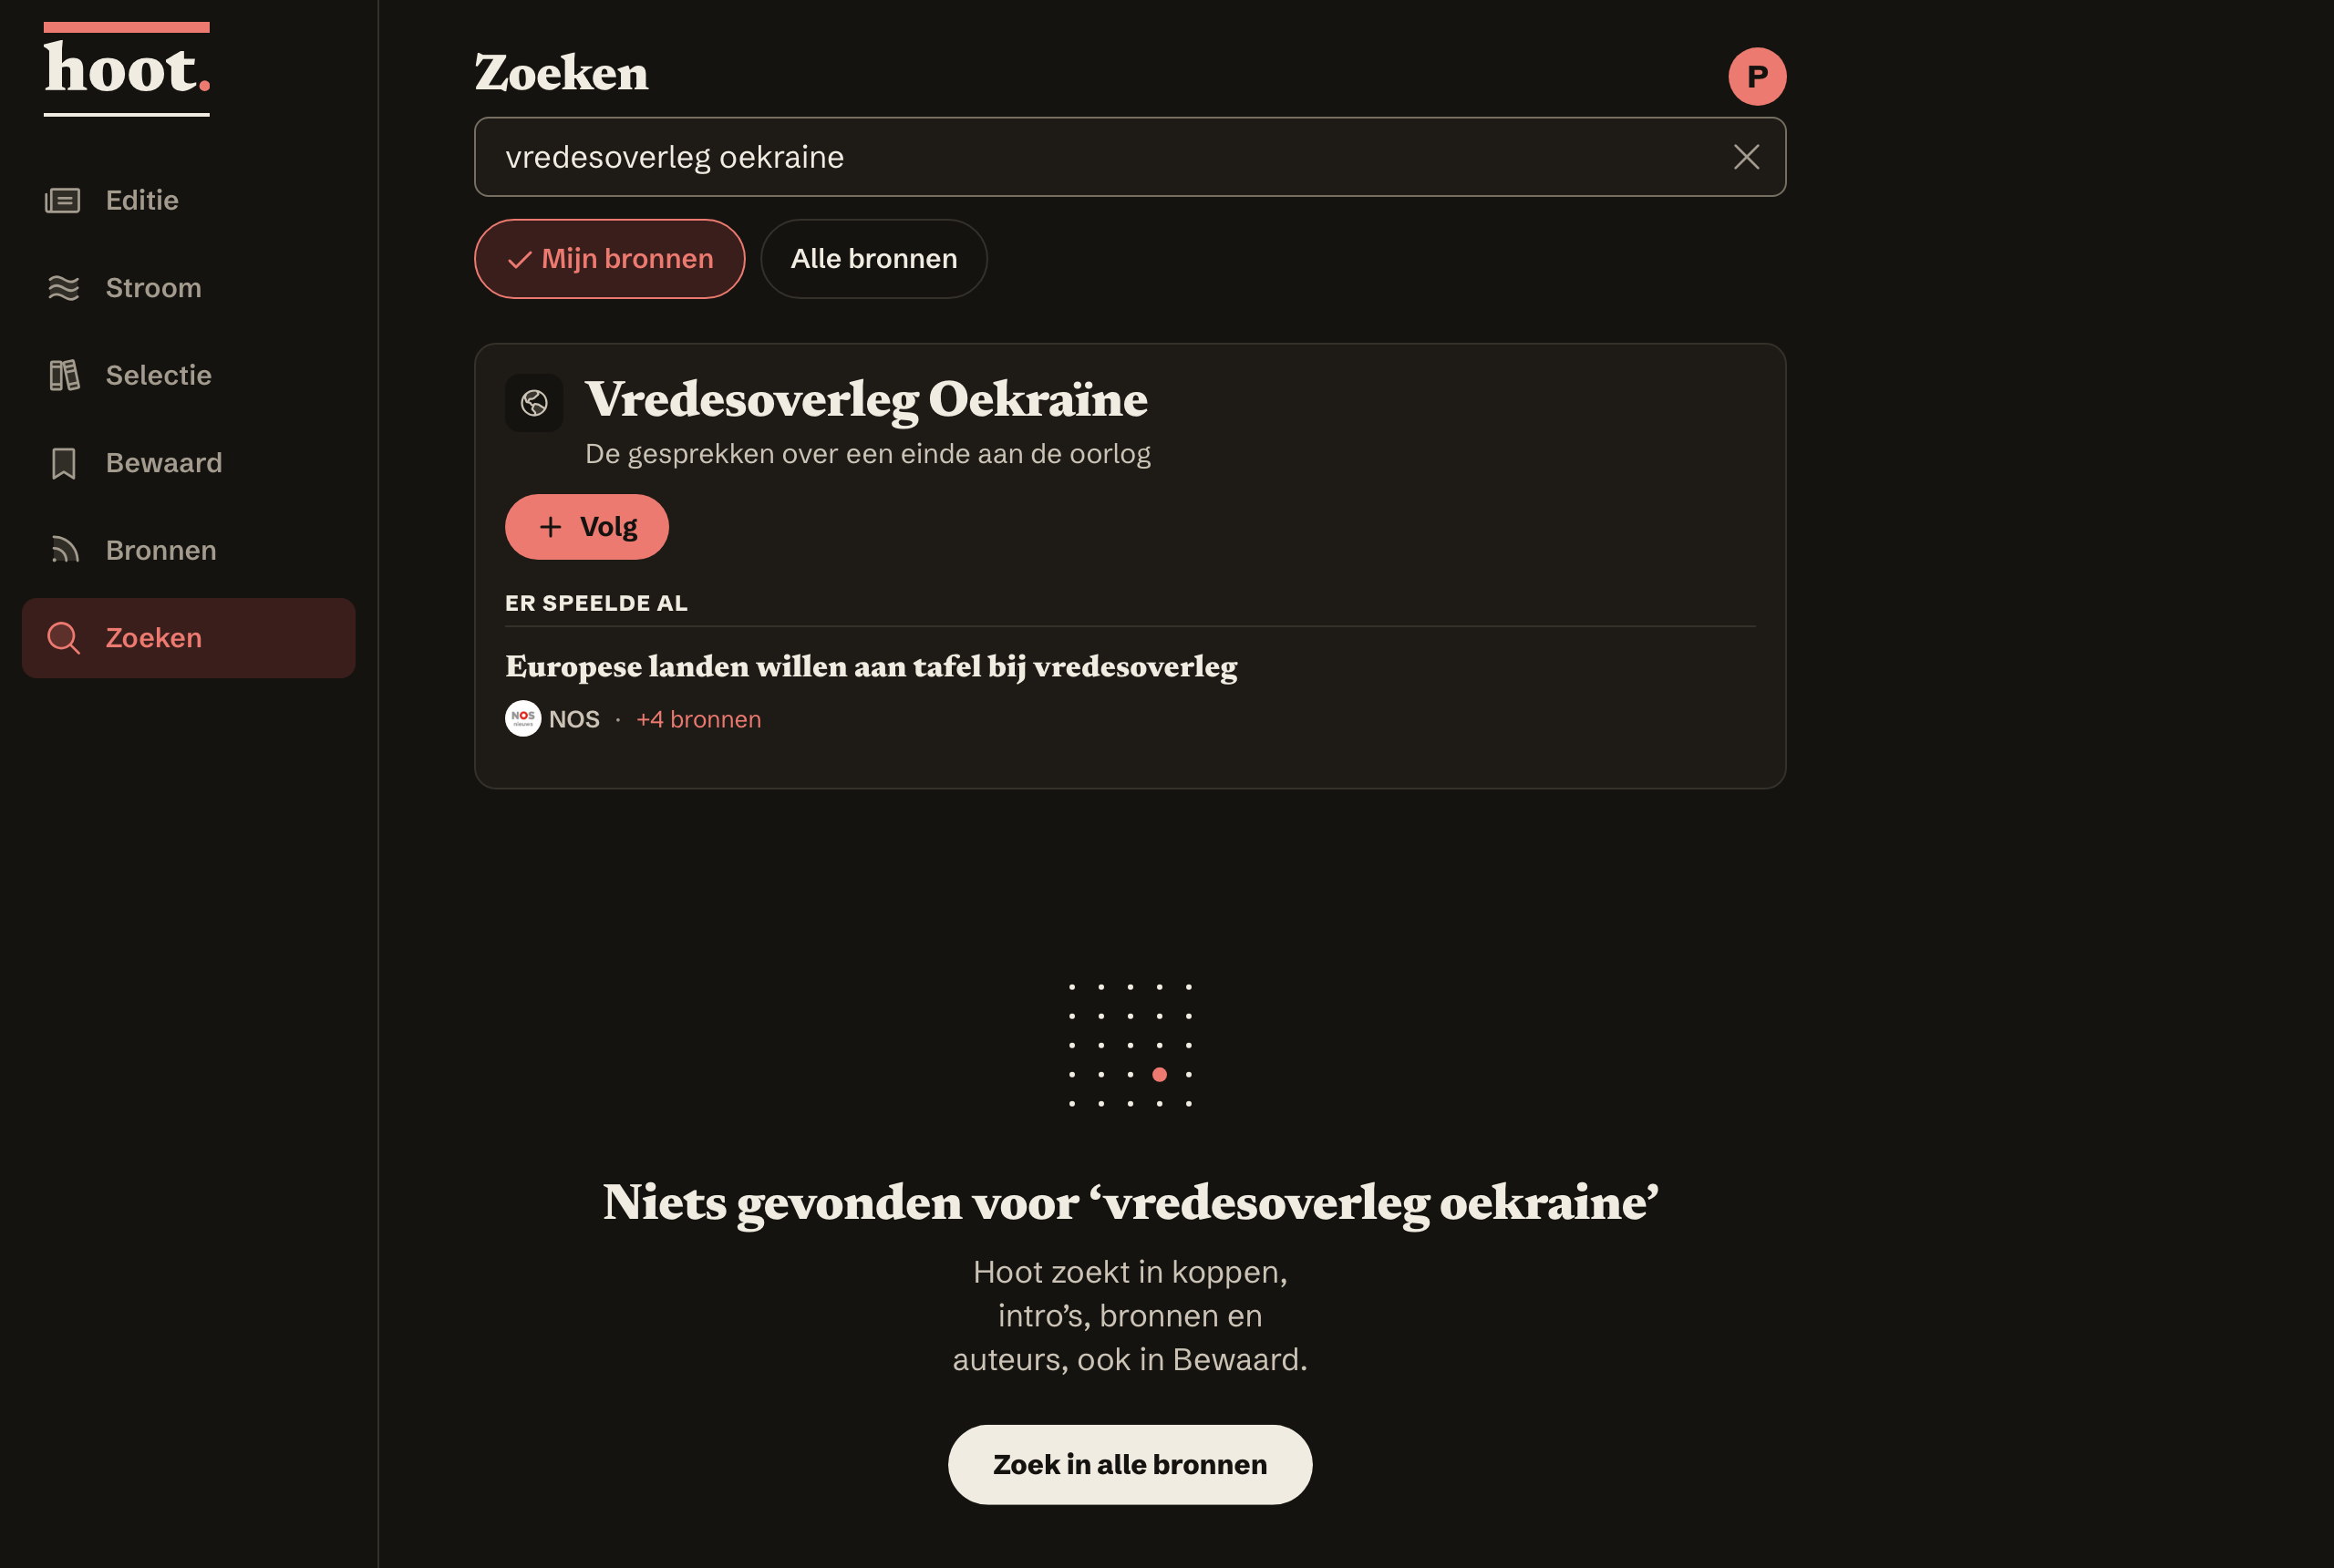 hoot.
Editie
Stroom
Selectie
Bewaard
Bronnen
Zoeken
Zoeken
P
vredesoverleg oekraine
Mijn bronnen
Alle bronnen
Vredesoverleg Oekraïne
De gesprekken over een einde aan de oorlog
+ Volg
ER SPEELDE AL
Europese landen willen aan tafel bij vredesoverleg
NOS nieuws NOS · +4 bronnen
Niets gevonden voor ‘vredesoverleg oekraine’
Hoot zoekt in koppen,
intro’s, bronnen en
auteurs, ook in Bewaard.
Zoek in alle bronnen